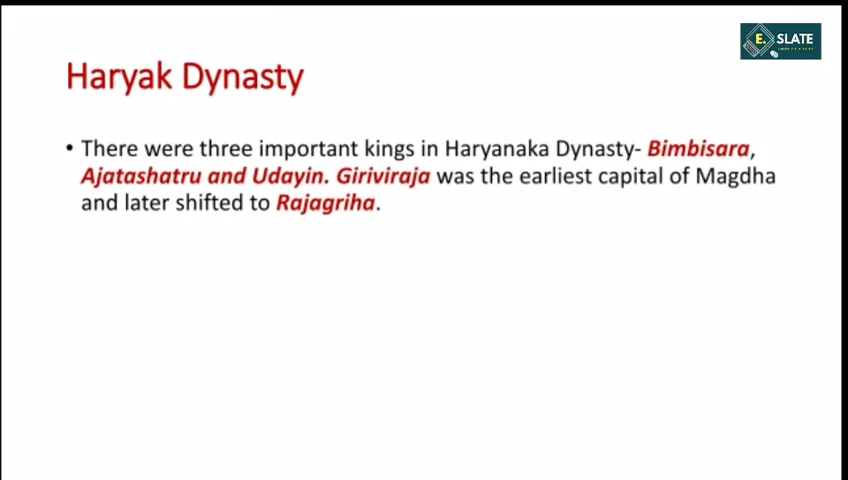 E. SLATE
Haryak Dynasty
• There were three important kings in Haryanaka Dynasty- Bimbisara,
Ajatashatru and Udayin. Giriviraja was the earliest capital of Magdha
and later shifted to Rajagriha.